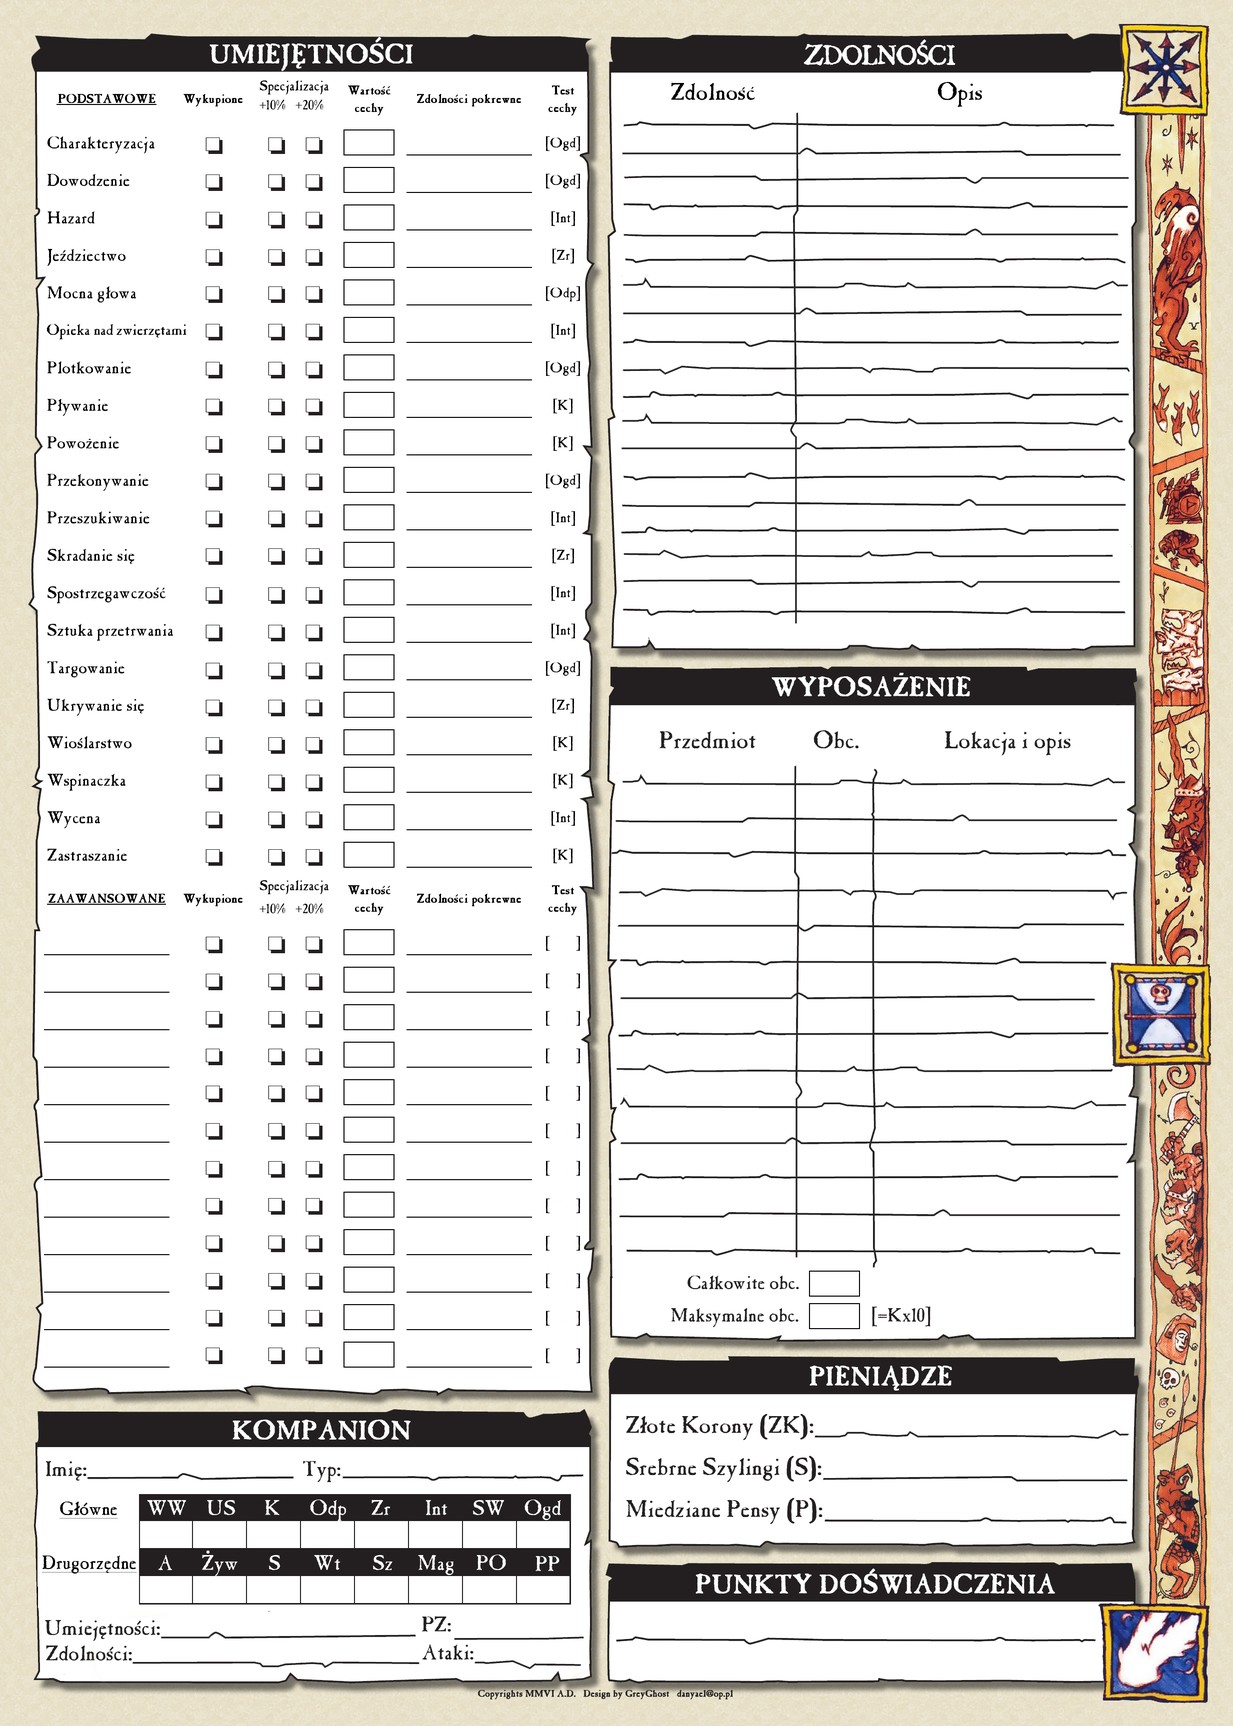 UMIEJĘTNOŚCI
PODSTAWOWE Wykupione Specjalizacja +10% +20% Wartość cechy Zdolności pokrewne Test cechy
Charakteryzacja [Ogd]
Dowodzenie [Ogd]
Hazard [Int]
Jeździectwo [Zr]
Mocna głowa [Odp]
Opieka nad zwierzętami [Int]
Plotkowanie [Ogd]
Pływanie [K]
Powożenie [K]
Przekonywanie [Ogd]
Przeszukiwanie [Int]
Skradanie się [Zr]
Spostrzegawczość [Int]
Sztuka przetrwania [Int]
Targowanie [Ogd]
Ukrywanie się [Zr]
Wioślarstwo [K]
Wspinaczka [K]
Wycena [Int]
Zastraszanie [K]
ZAAWANSOWANE Wykupione Specjalizacja +10% +20% Wartość cechy Zdolności pokrewne Test cechy
[ ]
[ ]
[ ]
[ ]
[ ]
[ ]
[ ]
[ ]
[ ]
[ ]
[ ]
[ ]
KOMPANION
Imię: Typ:
Główne WW US K Odp Zr Int SW Ogd
Drugorzędne A Żyw S Wt Sz Mag PO PP
Umiejętności: PZ:
Zdolności: Ataki:
ZDOLNOŚCI
Zdolność Opis
WYPOSAŻENIE
Przedmiot Obc. Lokacja i opis
Całkowite obc.
Maksymalne obc. [=Kx10]
PIENIĄDZE
Złote Korony (ZK):
Srebrne Szylingi (S):
Miedziane Pensy (P):
PUNKTY DOŚWIADCZENIA
Copyrights MMVI A.D. Design by GreyGhost danyael@op.pl